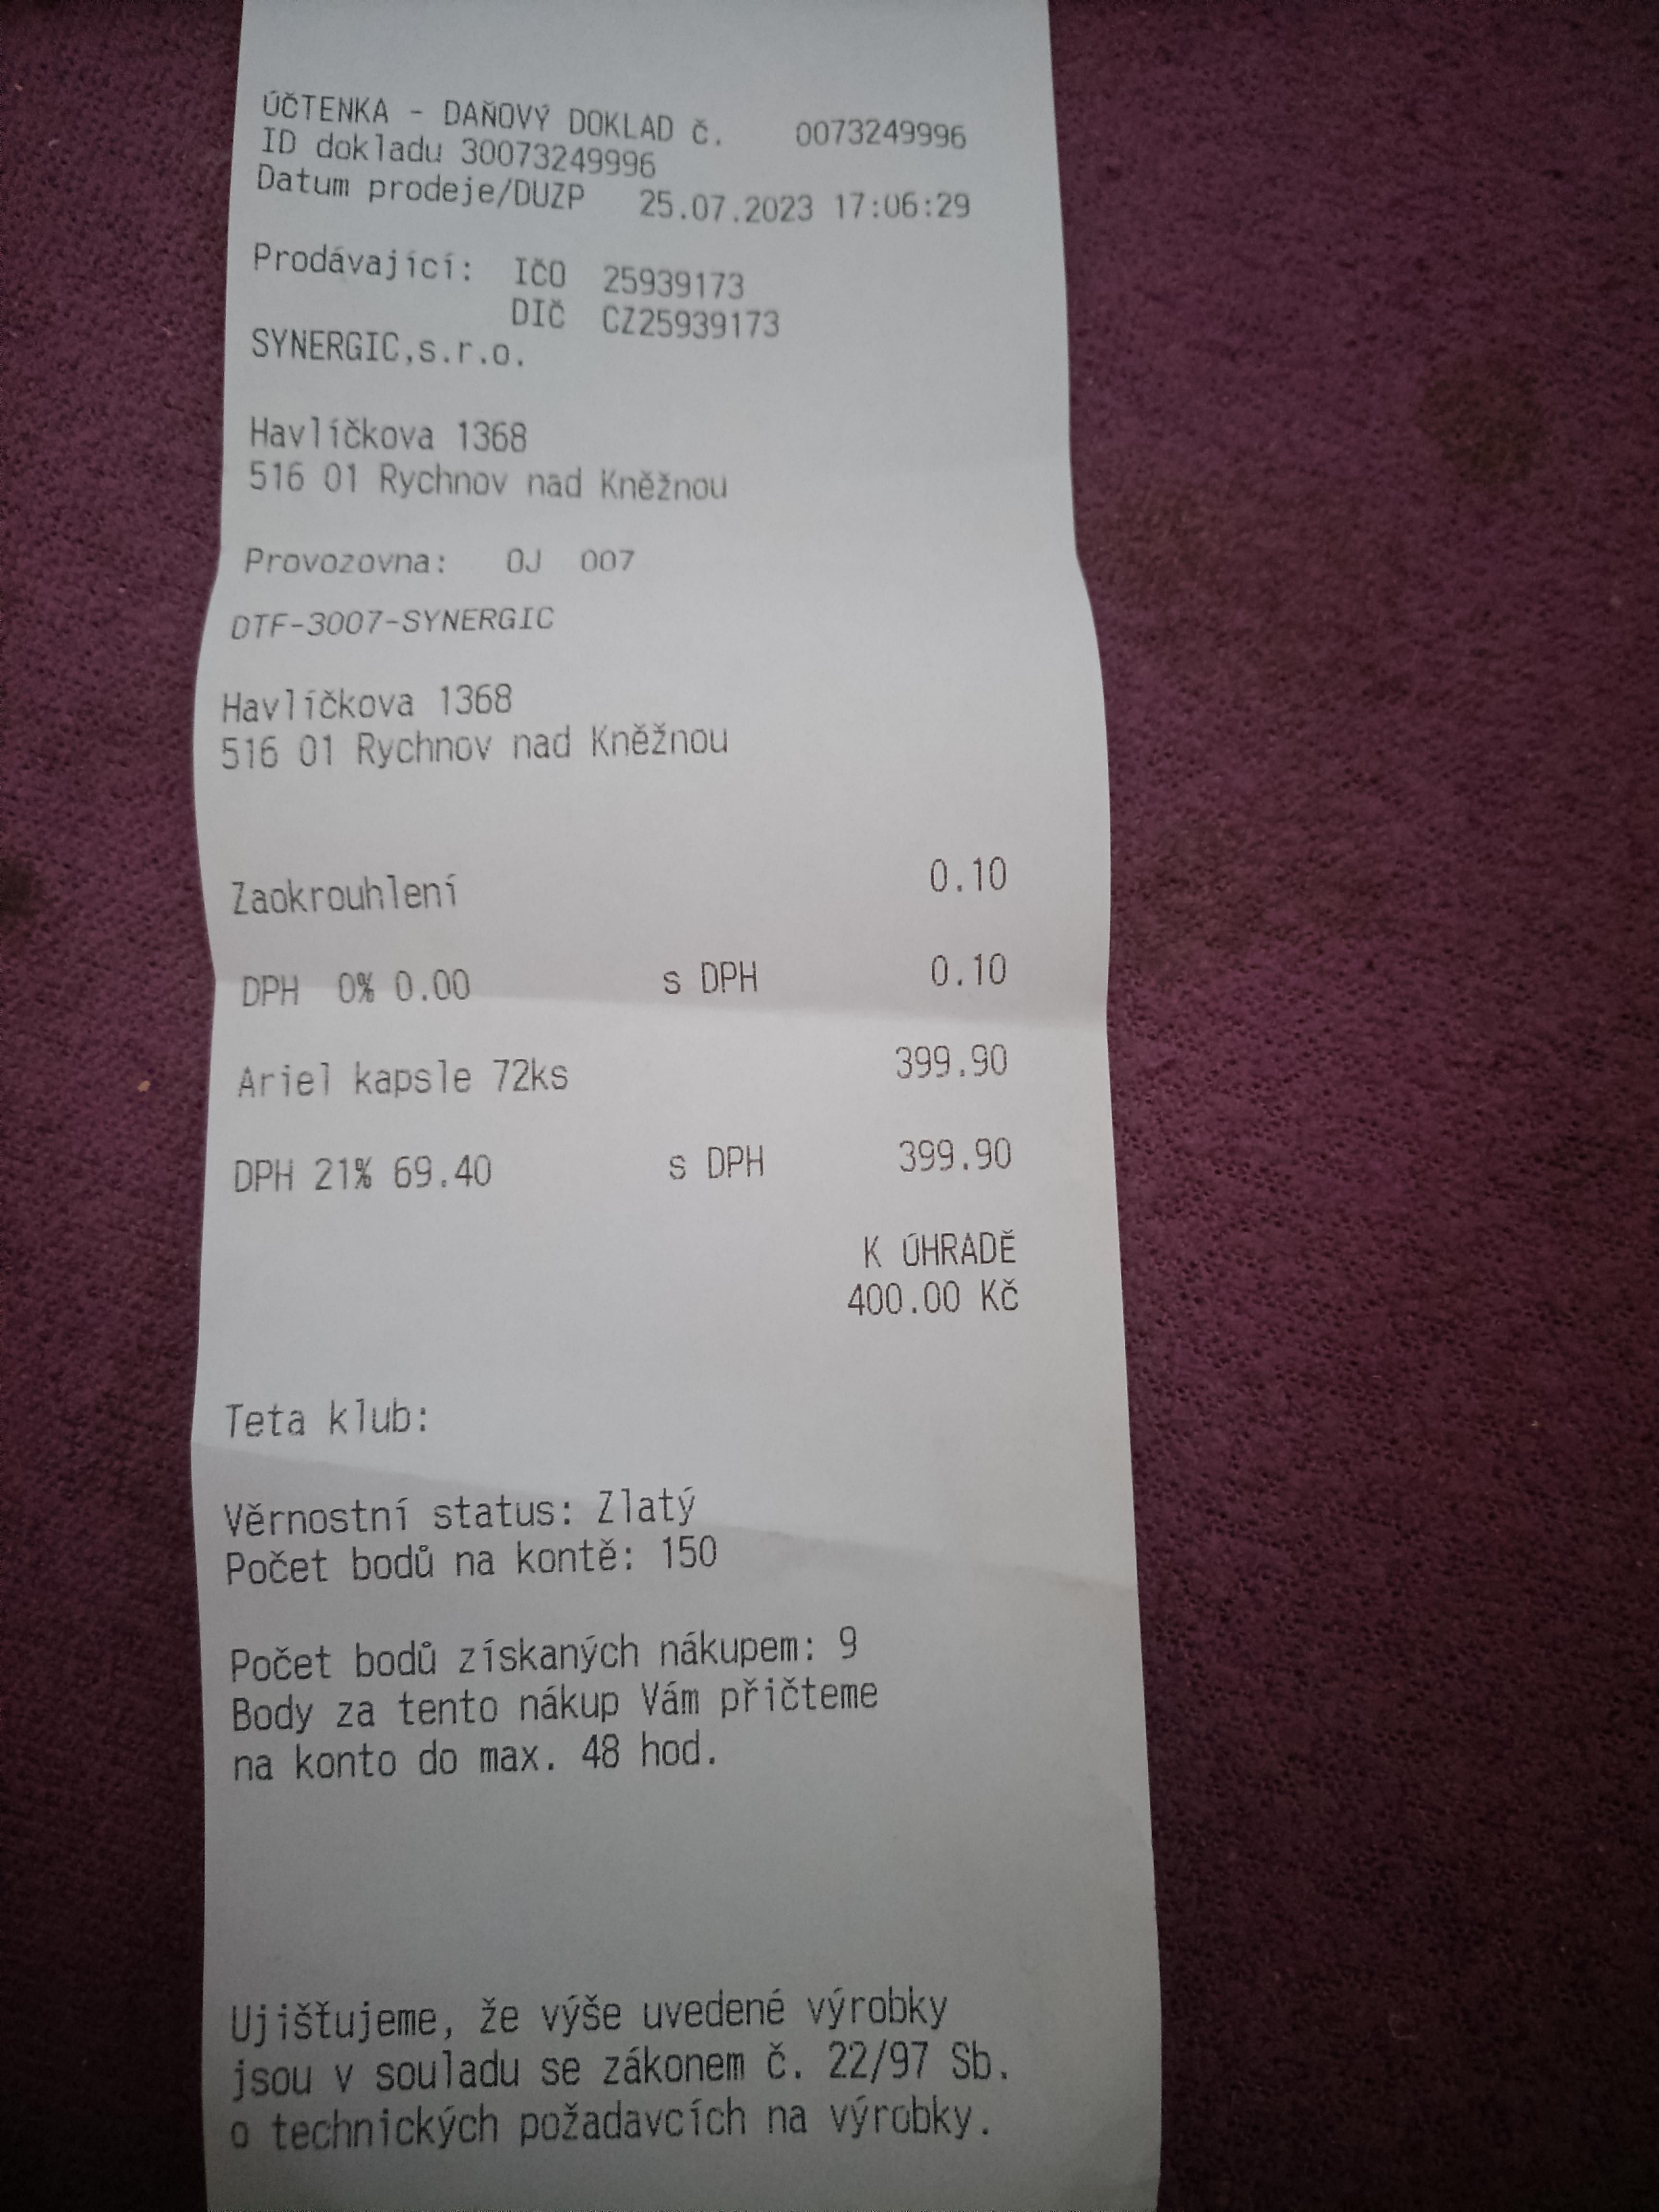 ÚČTENKA - DAŇOVÝ DOKLAD č. 0073249996
ID dokladu 30073249996
Datum prodeje/DUZP 25.07.2023 17:06:29
Prodávající: IČO 25939173
DIČ CZ25939173
SYNERGIC,s.r.o.
Havlíčkova 1368
516 01 Rychnov nad Kněžnou
Provozovna: OJ 007
DTF-3007-SYNERGIC
Havlíčkova 1368
516 01 Rychnov nad Kněžnou
Zaokrouhlení 0.10
DPH 0% 0.00 s DPH 0.10
Ariel kapsle 72ks 399.90
DPH 21% 69.40 s DPH 399.90
K ÚHRADĚ
400.00 Kč
Teta klub:
Věrnostní status: Zlatý
Počet bodů na kontě: 150
Počet bodů získaných nákupem: 9
Body za tento nákup Vám přičteme
na konto do max. 48 hod.
Ujišťujeme, že výše uvedené výrobky
jsou v souladu se zákonem č. 22/97 Sb.
o technických požadavcích na výrobky.